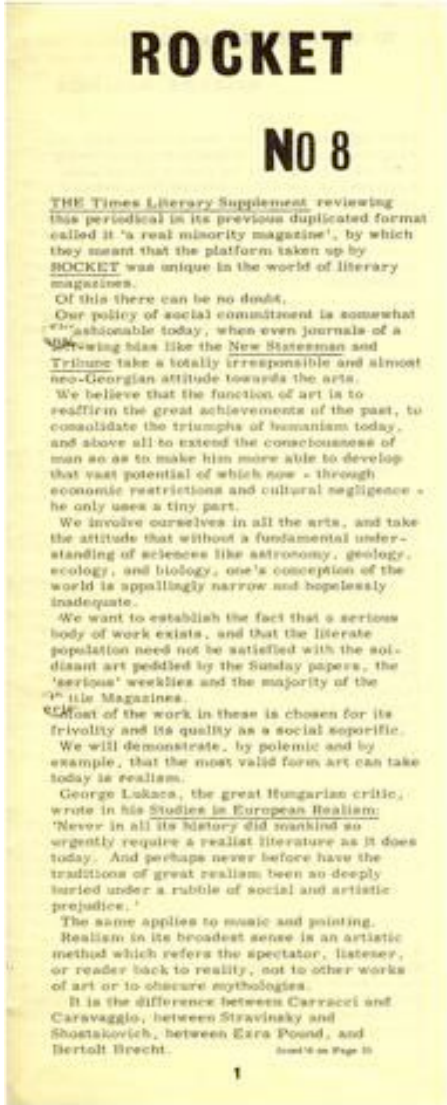 ROCKET
No 8
THE Times Literary Supplement reviewing
this periodical in its previous duplicated format
called it 'a real minority magazine', by which
they meant that the platform taken up by
ROCKET was unique in the world of literary
magazines.
Of this there can be no doubt.
Our policy of social commitment is somewhat
ashionable today, when even journals of a
wing bias like the New Statesman and
Tribune take a totally irresponsible and almost
neo-Georgian attitude towards the arts.
We believe that the function of art is to
reaffirm the great achievements of the past, to
consolidate the triumphs of humanism today,
and above all to extend the consciousness of
man so as to make him more able to develop
that vast potential of which now - through
economic restrictions and cultural negligence -
he only uses a tiny part.
We involve ourselves in all the arts, and take
the attitude that without a fundamental under-
standing of sciences like astronomy, geology,
ecology, and biology, one's conception of the
world is appallingly narrow and hopelessly
inadequate.
We want to establish the fact that a serious
body of work exists, and that the literate
population need not be satisfied with the soi-
disant art peddled by the Sunday papers, the
'serious' weeklies and the majority of the
Magazines.
Most of the work in these is chosen for its
frivolity and its quality as a social soporific.
We will demonstrate, by polemic and by
example, that the most valid form art can take
today is realism.
George Lukacs, the great Hungarian critic,
wrote in his Studies in European Realism:
'Never in all its history did mankind so
urgently require a realist literature as it does
today. And perhaps never before have the
traditions of great realism been so deeply
buried under a rubble of social and artistic
prejudice.'
The same applies to music and painting.
Realism in its broadest sense is an artistic
method which refers the spectator, listener,
or reader back to reality, not to other works
of art or to obscure mythologies.
It is the difference between Carracci and
Caravaggio, between Stravinsky and
Shostakovich, between Ezra Pound, and
Bertolt Brecht.
1